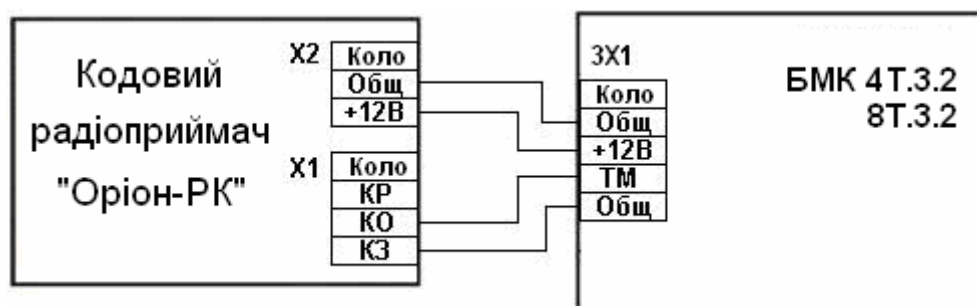 Кодовий
радіоприймач
"Оріон-РК"
X2
Коло
Общ
+12В
X1
Коло
КР
КО
КЗ
3X1
Коло
Общ
+12В
ТМ
Общ
БМК 4Т.3.2
8Т.3.2